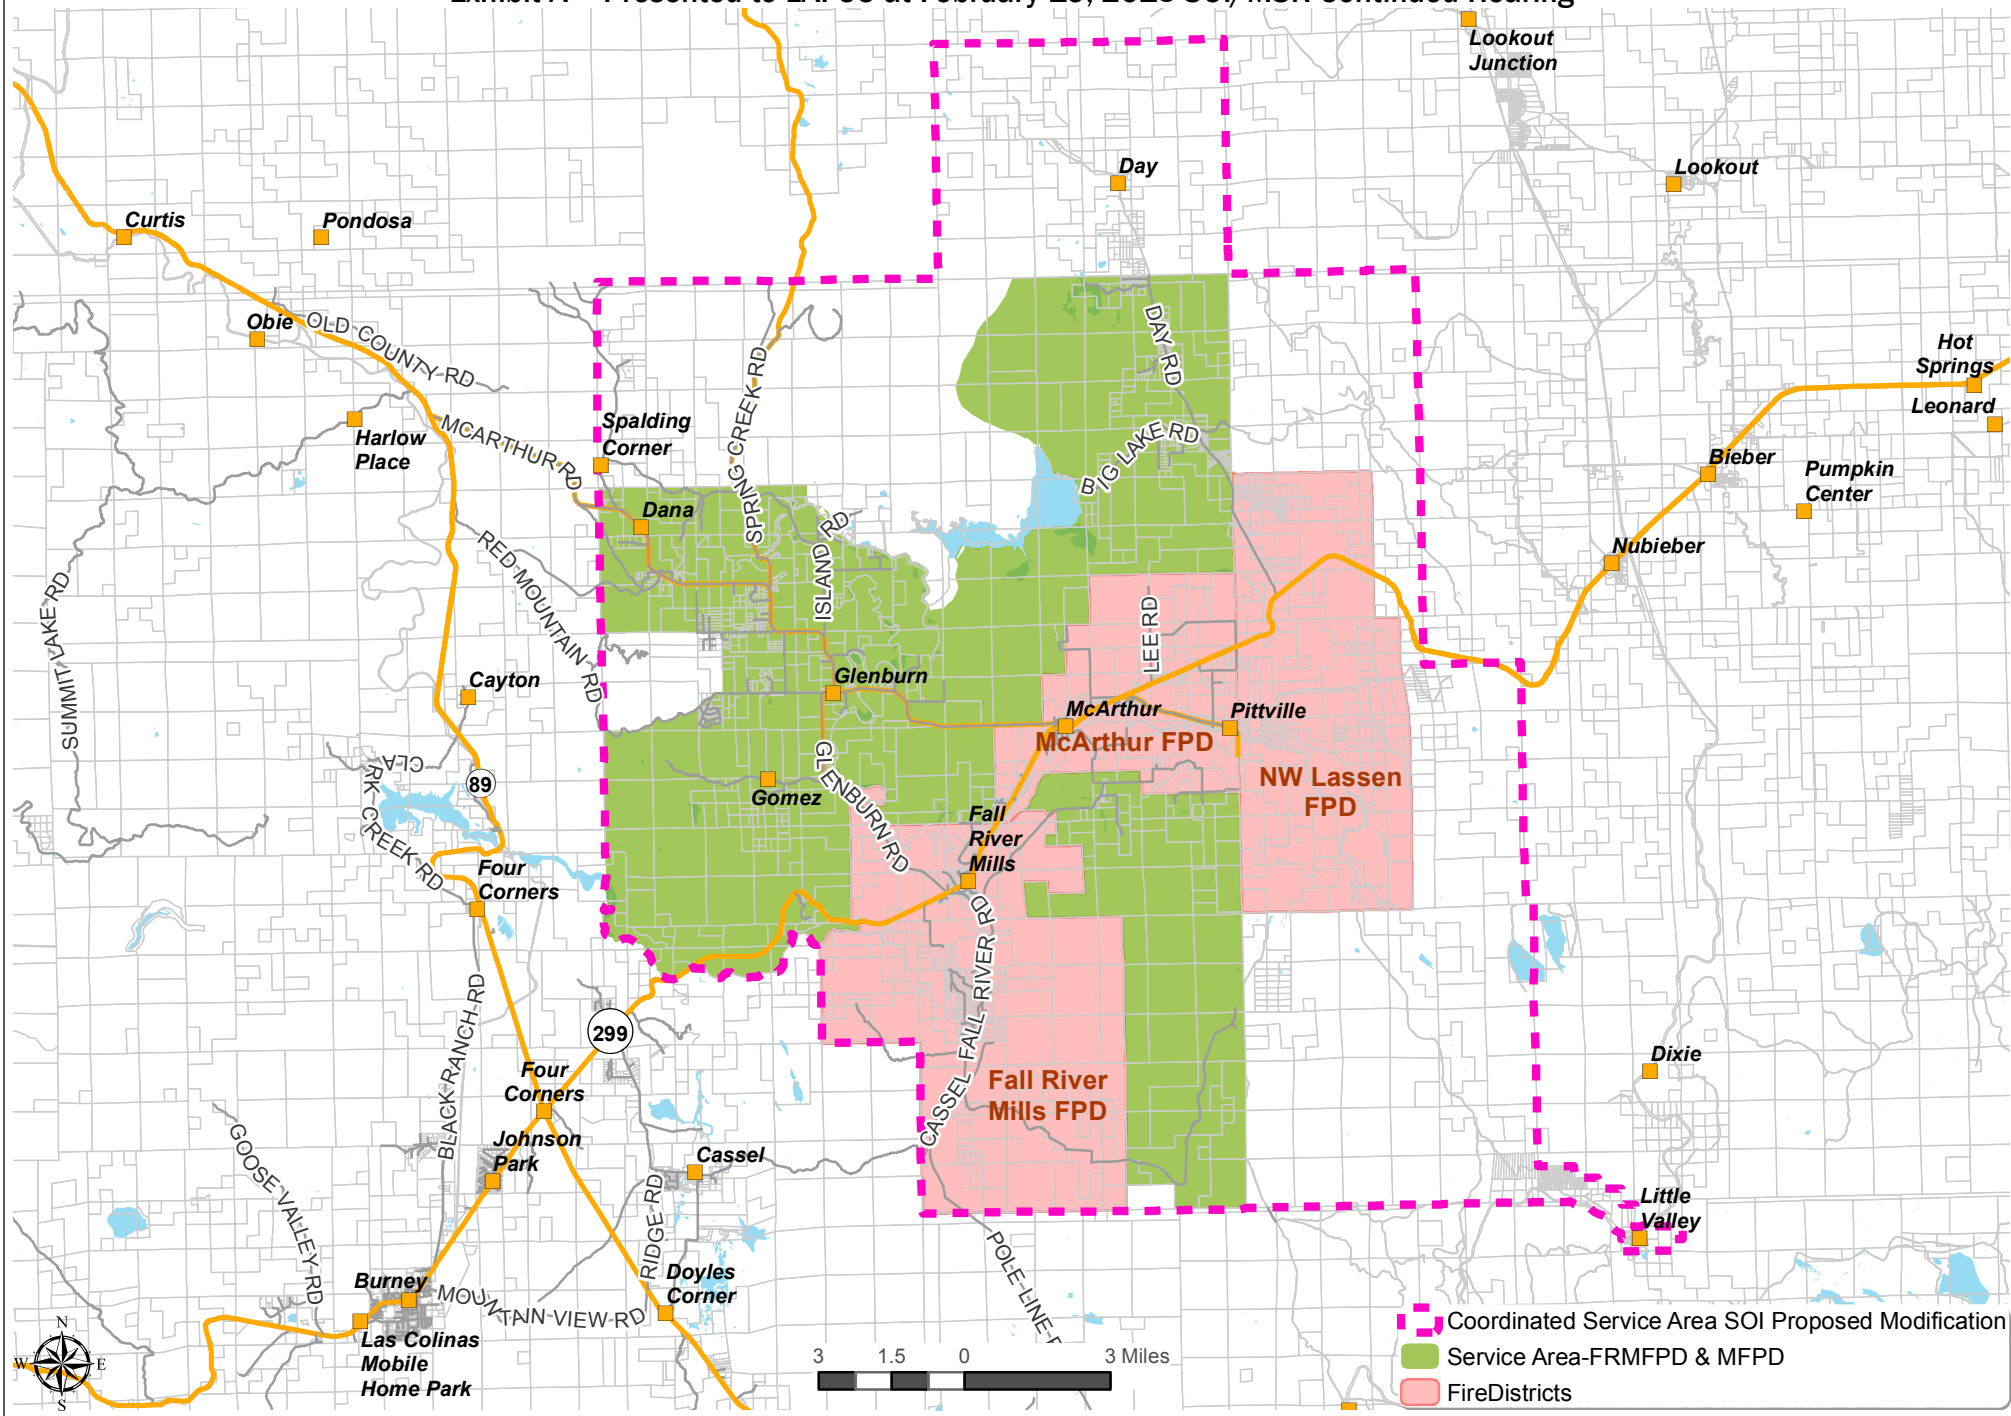 Lookout
Junction
Day
Lookout
Curtis
Pondosa
Obie
OLD COUNTY RD
DAY RD
Hot
Springs
Leonard
Harlow
Place
MCARTHUR RD
Spalding
Corner
SPRING CREEK RD
BIG LAKE RD
Bieber
Pumpkin
Center
Dana
ISLAND RD
Nubieber
RED MOUNTAIN RD
SUMMIT LAKE RD
LEE RD
Cayton
Glenburn
McArthur
Pittville
McArthur FPD
NW Lassen
FPD
CLARK CREEK RD
89
Gomez
GLENBURN RD
Fall
River
Mills
Four
Corners
299
BLACK RANCH RD
CASSEL FALL RIVER RD
Four
Corners
Fall River
Mills FPD
Dixie
Johnson
Park
Cassel
GOOSE VALLEY RD
RIDGE RD
Little
Valley
POLE LINE
Doyles
Corner
Burney
MOUNTAIN VIEW RD
Las Colinas
Mobile
Home Park
N
W
E
S
3
1.5
0
3 Miles
Coordinated Service Area SOI Proposed Modification
Service Area-FRMFPD & MFPD
FireDistricts